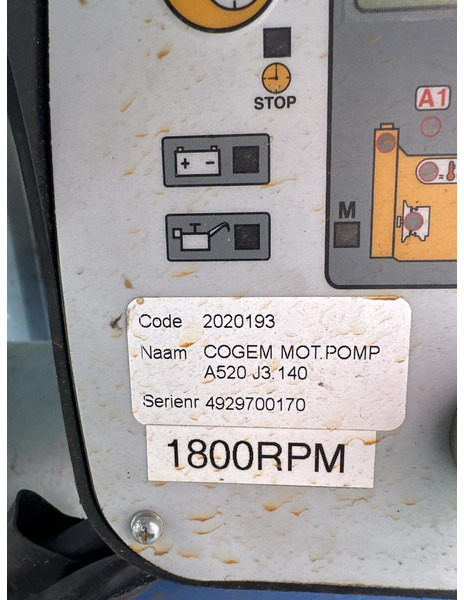 STOP
A1
M
Code 2020193
Naam COGEM MOT.POMP
A520 J3.140
Serienr 4929700170
1800RPM